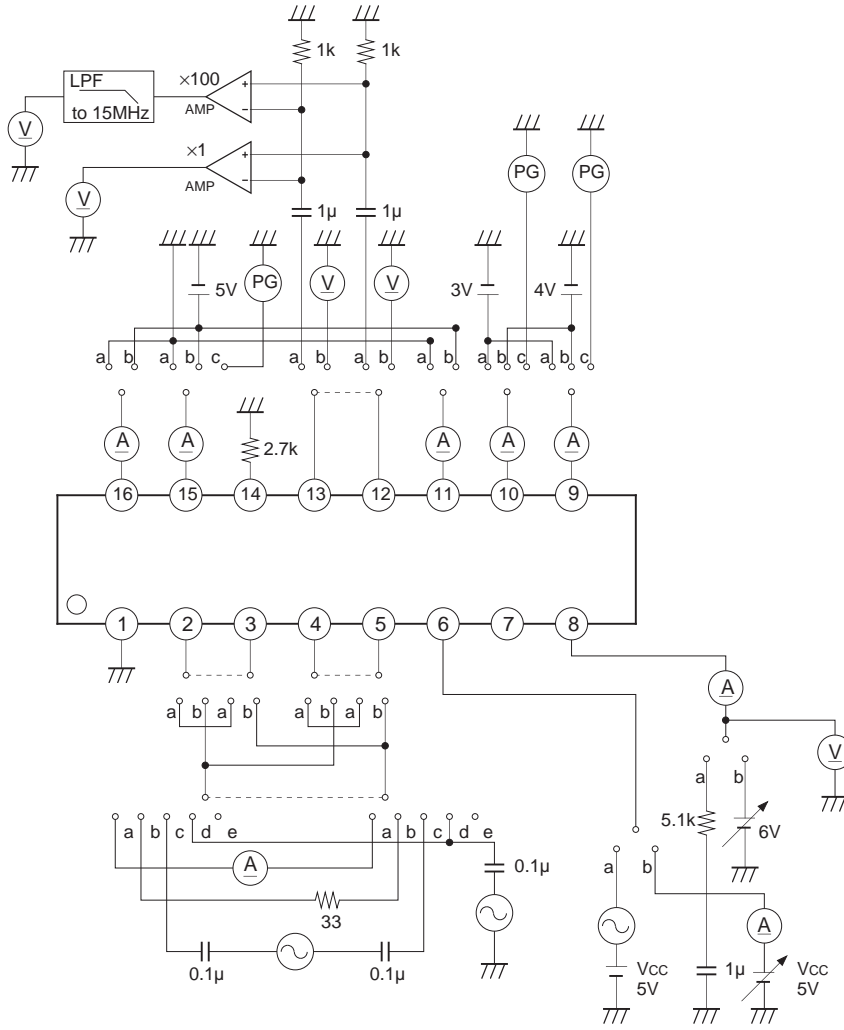 1k 1k
LPF
to 15MHz
×100
AMP
+
−
V
×1
AMP
+
−
V
1µ 1µ
PG PG
5V PG V V 3V 4V
a b a b c a b a b a b a b c a b c
A A 2.7k A A A
16 15 14 13 12 11 10 9
1 2 3 4 5 6 7 8
A
V
a b a b a b a b
a b
5.1k
6V
a b c d e a b c d e
A
0.1µ
a b
33
A
0.1µ 0.1µ
1µ
VCC
5V
VCC
5V